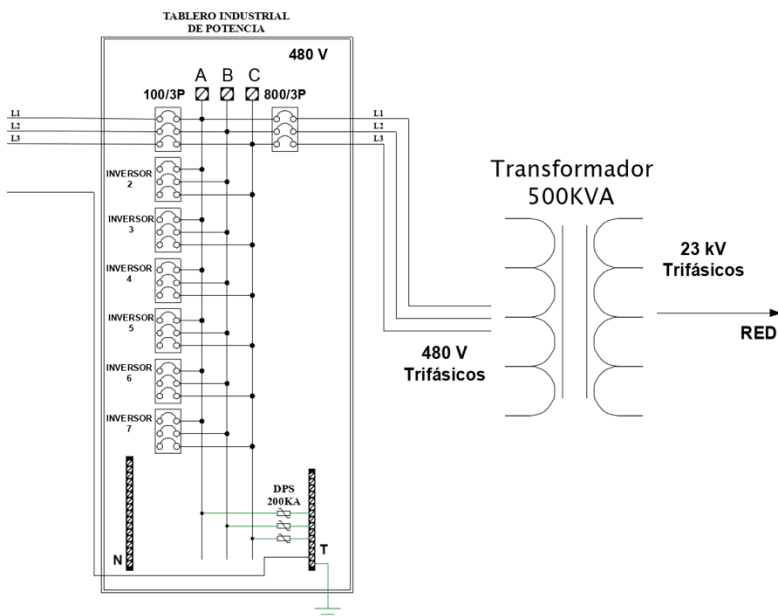 TABLERO INDUSTRIAL
DE POTENCIA
480 V
A B C
100/3P 800/3P
L1 L1
L2 L2
L3 L3
INVERSOR
2
INVERSOR
3
INVERSOR
4
INVERSOR
5
INVERSOR
6
INVERSOR
7
DPS
200KA
N T
Transformador
500KVA
23 kV
Trifásicos
RED
480 V
Trifásicos